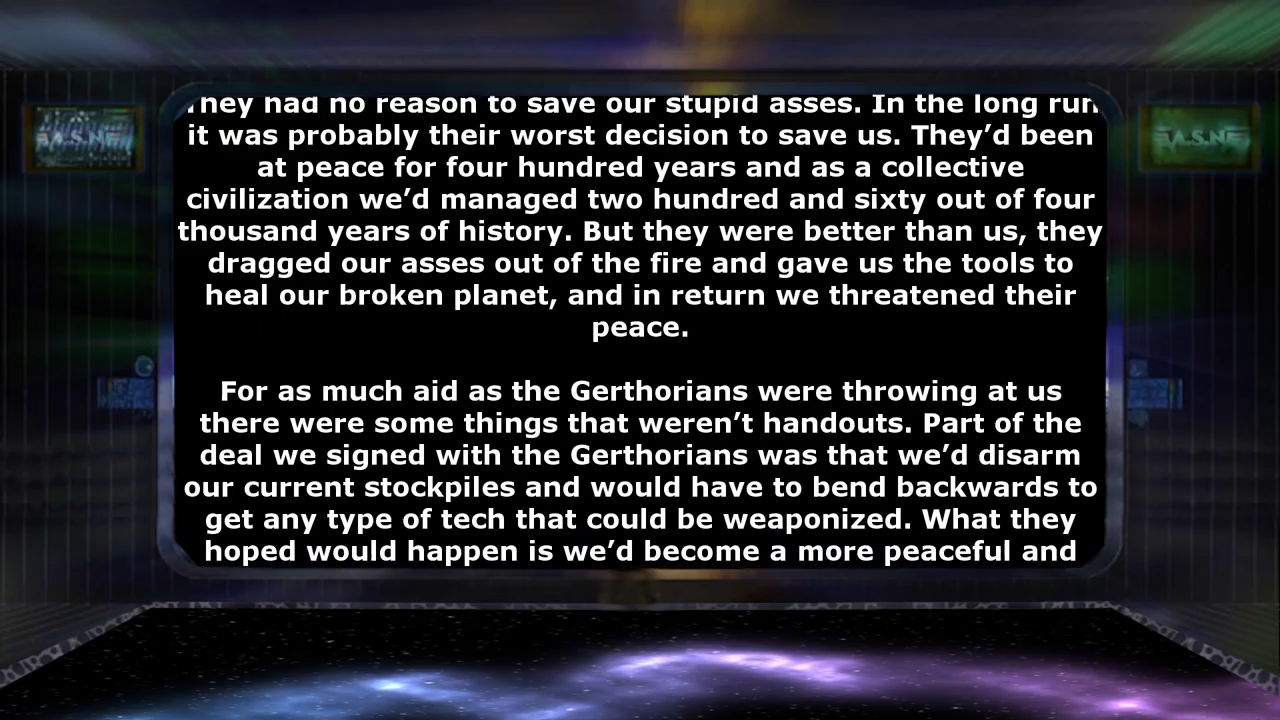 They had no reason to save our stupid asses. In the long run
it was probably their worst decision to save us. They’d been
at peace for four hundred years and as a collective
civilization we’d managed two hundred and sixty out of four
thousand years of history. But they were better than us, they
dragged our asses out of the fire and gave us the tools to
heal our broken planet, and in return we threatened their
peace.
For as much aid as the Gerthorians were throwing at us
there were some things that weren’t handouts. Part of the
deal we signed with the Gerthorians was that we’d disarm
our current stockpiles and would have to bend backwards to
get any type of tech that could be weaponized. What they
hoped would happen is we’d become a more peaceful and
A.S.N
A.S.N